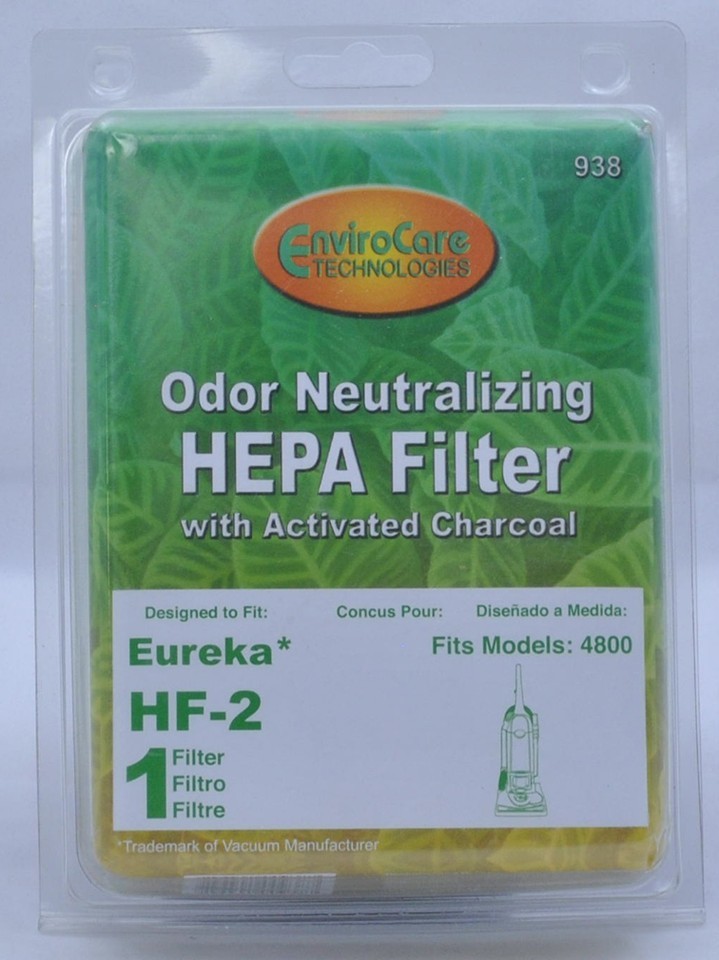 938
EnviroCare
TECHNOLOGIES
Odor Neutralizing
HEPA Filter
with Activated Charcoal
Designed to Fit: Concus Pour: Diseñado a Medida:
Eureka* Fits Models: 4800
HF-2
1 Filter
Filtro
Filtre
*Trademark of Vacuum Manufacturer